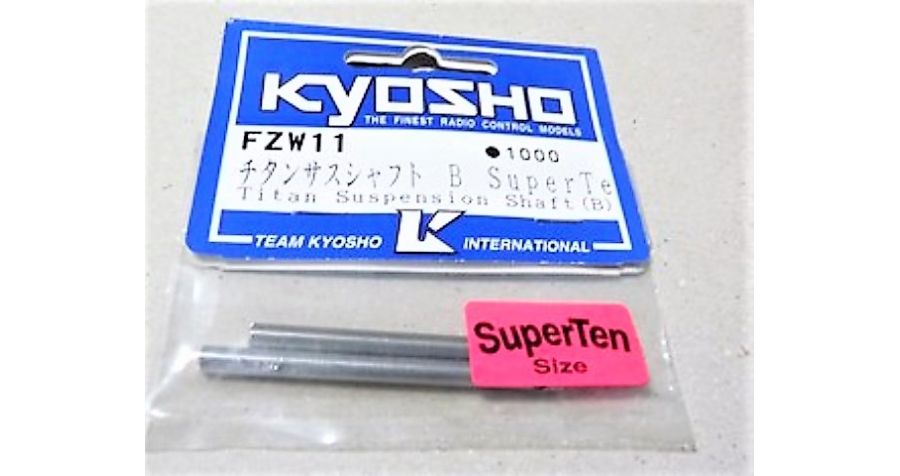 KYOSHO
THE FINEST RADIO CONTROL MODELS
FZW11 ●1000
チタンサスシャフト B SuperTe
Titan Suspension Shaft(B)
TEAM KYOSHO K INTERNATIONAL
SuperTen
Size